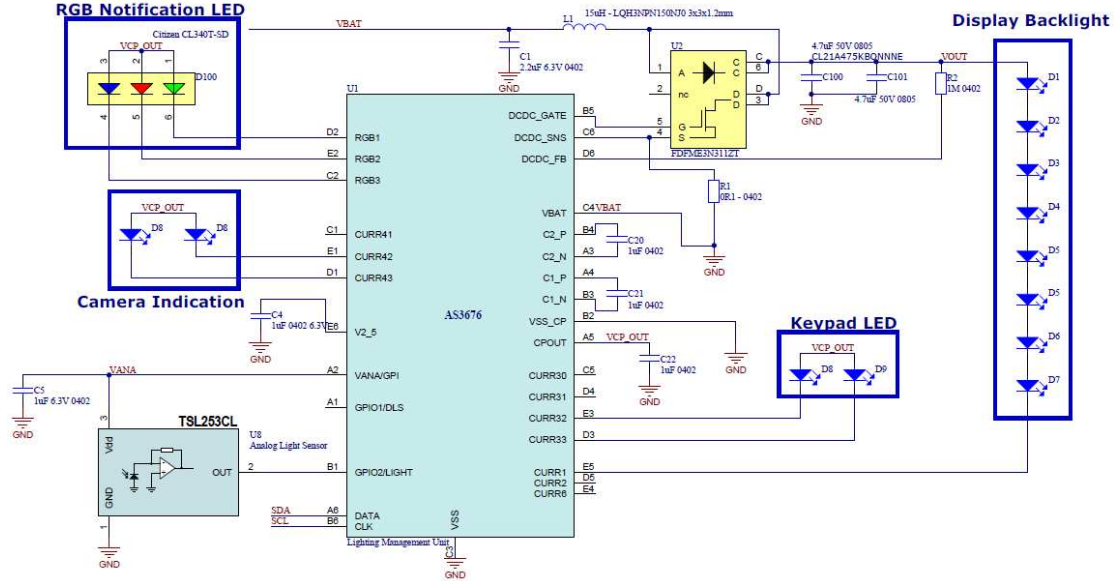 RGB Notification LED
Citizen CL340T-SD
VCP_OUT
3 2 1
D100
4 5 6
VBAT
L1
15uH - LQH3NPN150NJ0 3x3x1.2mm
C1
2.2uF 6.3V 0402
GND
U2
1 A C C
C 6
2 nc D
D D 3
5 G
4 S
FDFME3N311ZT
4.7uF 50V 0805
CL21A475KBQNNNE
C100
C101
4.7uF 50V 0805
GND
VOUT
R2
1M 0402
Display Backlight
D1
D2
D3
D4
D5
D5
D6
D7
U1
D2 RGB1
E2 RGB2
C2 RGB3
C1 CURR41
E1 CURR42
D1 CURR43
E6 V2_5
A2 VANA/GPI
A1 GPIO1/DLS
B1 GPIO2/LIGHT
SDA A6 DATA
SCL B6 CLK
AS3676
DCDC_GATE B5
DCDC_SNS C6
DCDC_FB D6
VBAT C4 VBAT
C2_P B4
C2_N A3
C1_P A4
C1_N B3
VSS_CP B2
CPOUT A5 VCP_OUT
CURR30 C5
CURR31 D4
CURR32 E3
CURR33 D3
CURR1 E5
CURR2 D5
CURR6 E4
VSS
C3
GND
Lighting Management Unit
R1
0R1 - 0402
GND
C20
1uF 0402
C21
1uF 0402
GND
C22
1uF 0402
GND
Keypad LED
VCP_OUT
D8 D9
VCP_OUT
D8 D8
Camera Indication
C4
1uF 0402 6.3V
GND
VANA
C5
1uF 6.3V 0402
GND
3
TSL253CL
U8
Analog Light Sensor
Vdd
OUT 2
GND
1
GND